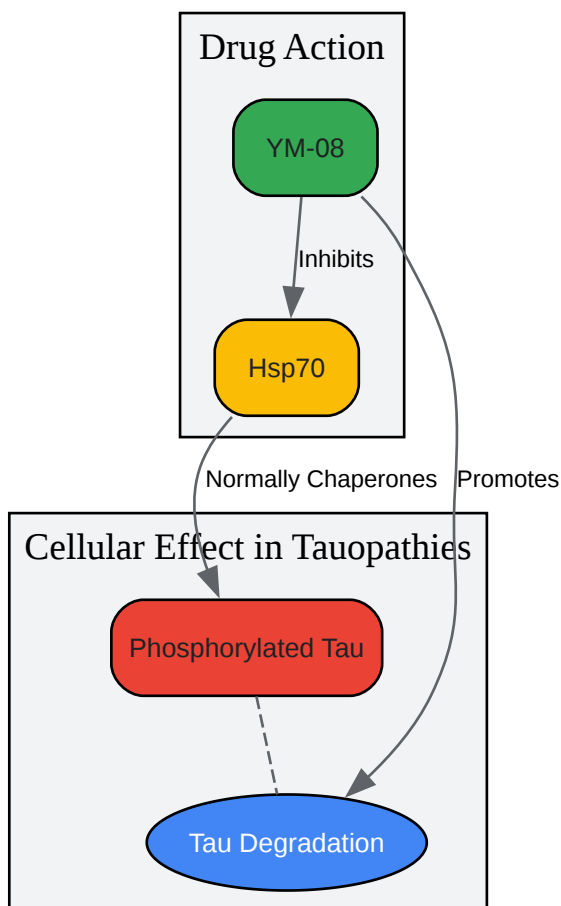 Drug Action
YM-08
Inhibits
Hsp70
Normally Chaperones
Promotes
Cellular Effect in Tauopathies
Phosphorylated Tau
Tau Degradation